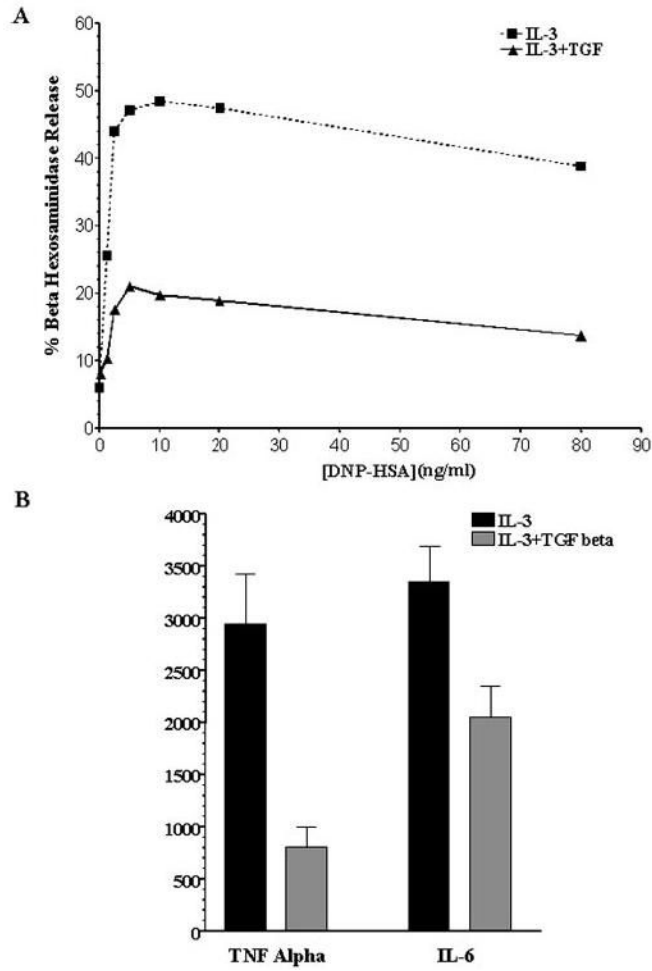 A
% Beta Hexosaminidase Release
60
50
40
30
20
10
0
IL-3
IL-3+TGF
0 10 20 30 40 50 60 70 80 90
[DNP-HSA](ng/ml)
B
4000
3500
3000
2500
2000
1500
1000
500
0
IL-3
IL-3+TGF beta
TNF Alpha IL-6